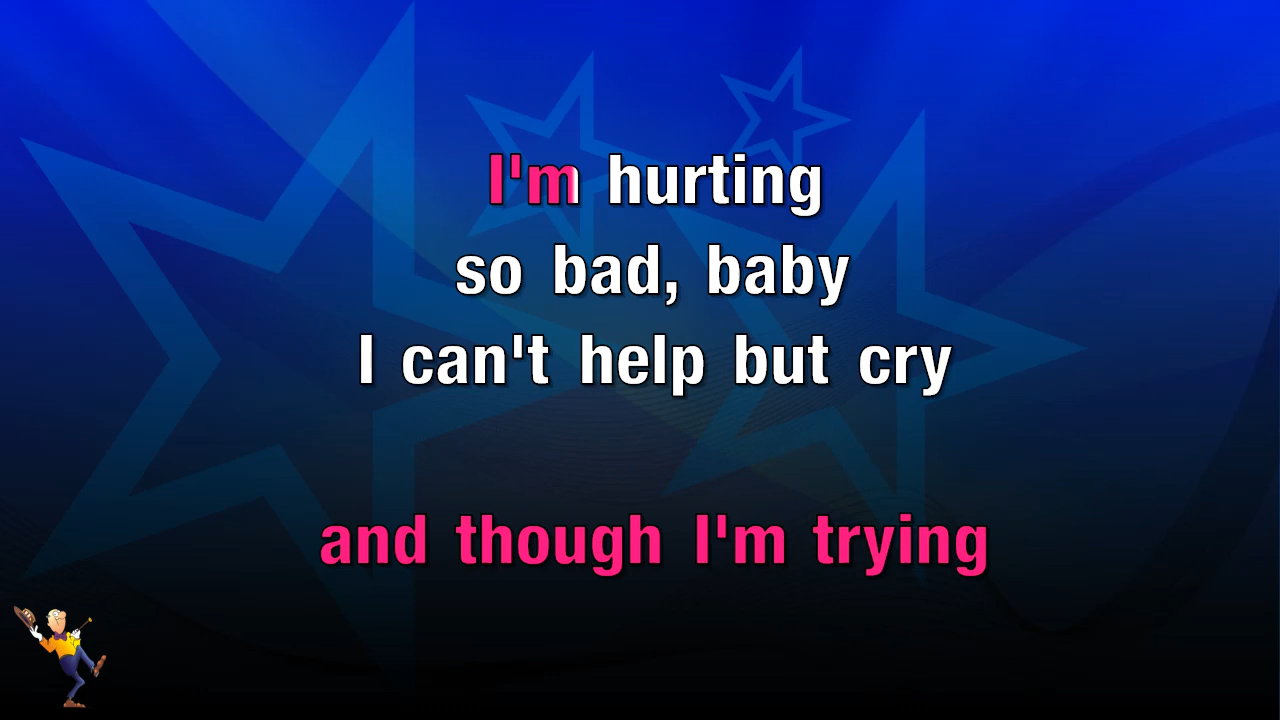 I'm hurting
so bad, baby
I can't help but cry
and though I'm trying